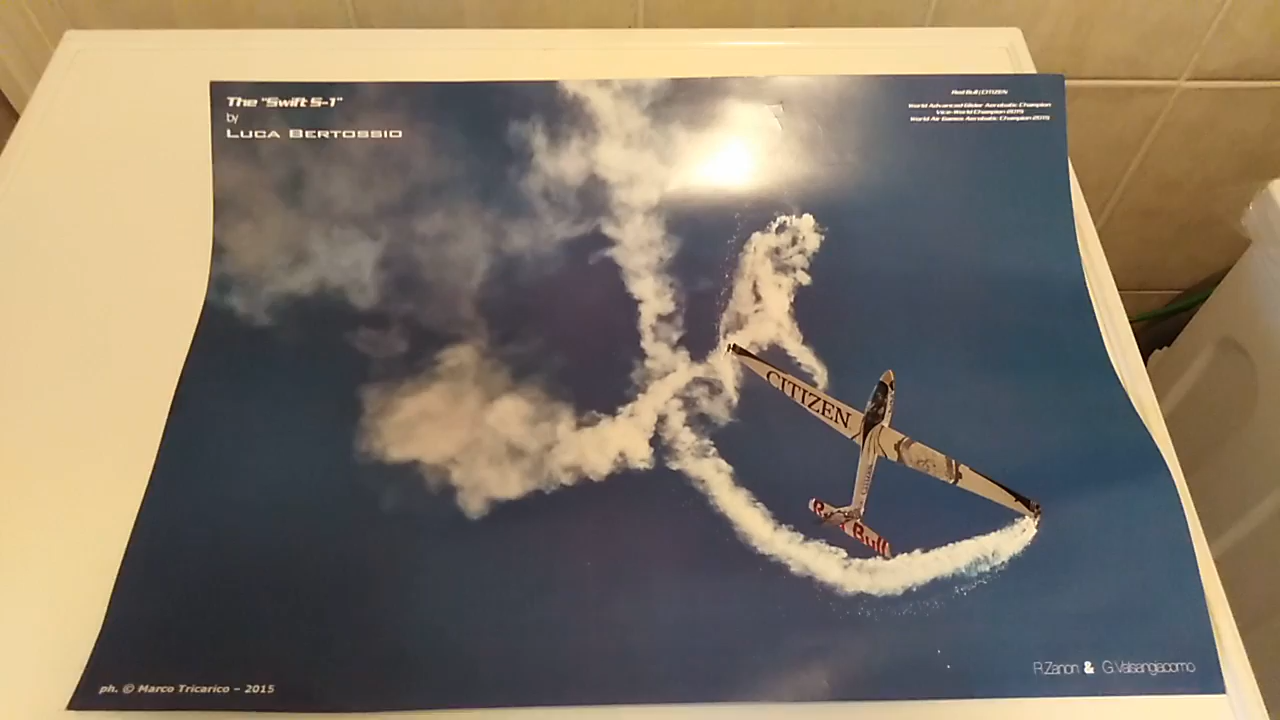 The "Swift S-1"
by
LUCA BERTOSSIO
Red Bull | CITIZEN
World Advanced Glider Aerobatic Champion
Vice-World Champion 2015
World Air Games Aerobatic Champion 2015
CITIZEN
Red Bull
R.Zanon & G.Valsangiacomo
ph. © Marco Tricarico – 2015